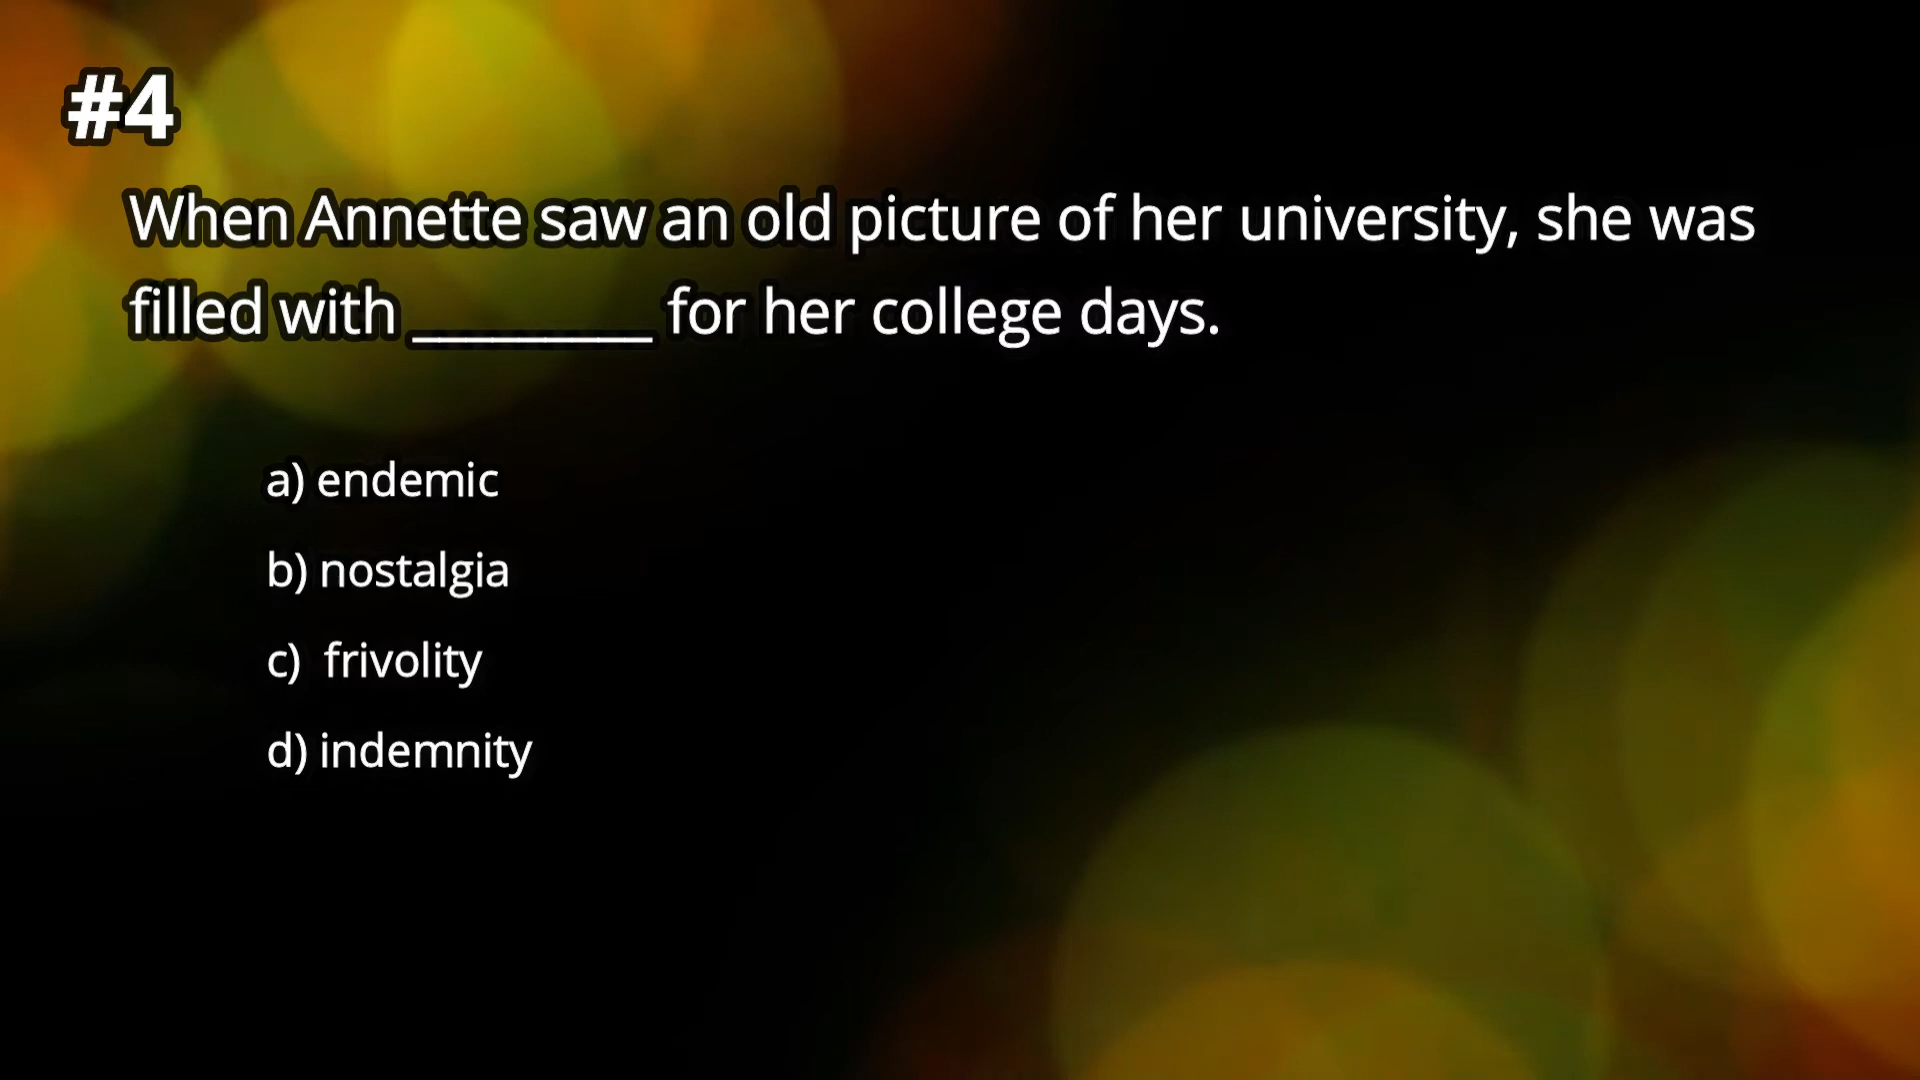 #4
When Annette saw an old picture of her university, she was
filled with _________ for her college days.
a) endemic
b) nostalgia
c) frivolity
d) indemnity